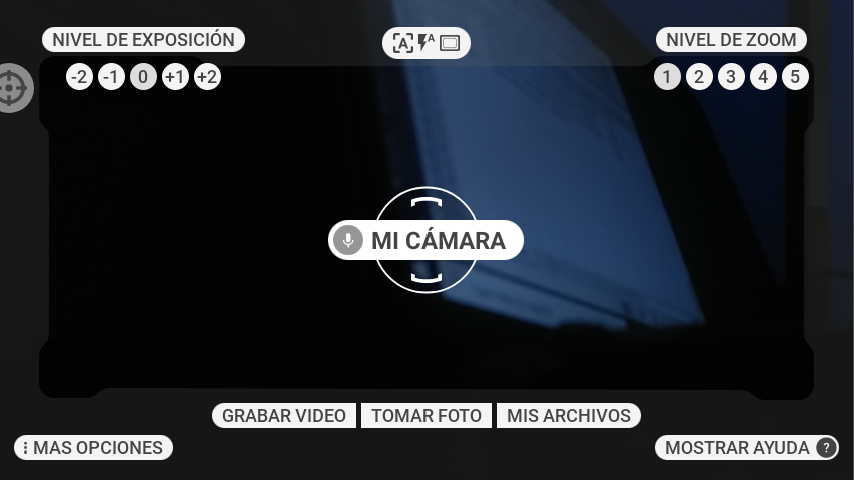 NIVEL DE EXPOSICIÓN
A A
NIVEL DE ZOOM
-2 -1 0 +1 +2
1 2 3 4 5
MI CÁMARA
GRABAR VIDEO TOMAR FOTO MIS ARCHIVOS
MAS OPCIONES
MOSTRAR AYUDA ?